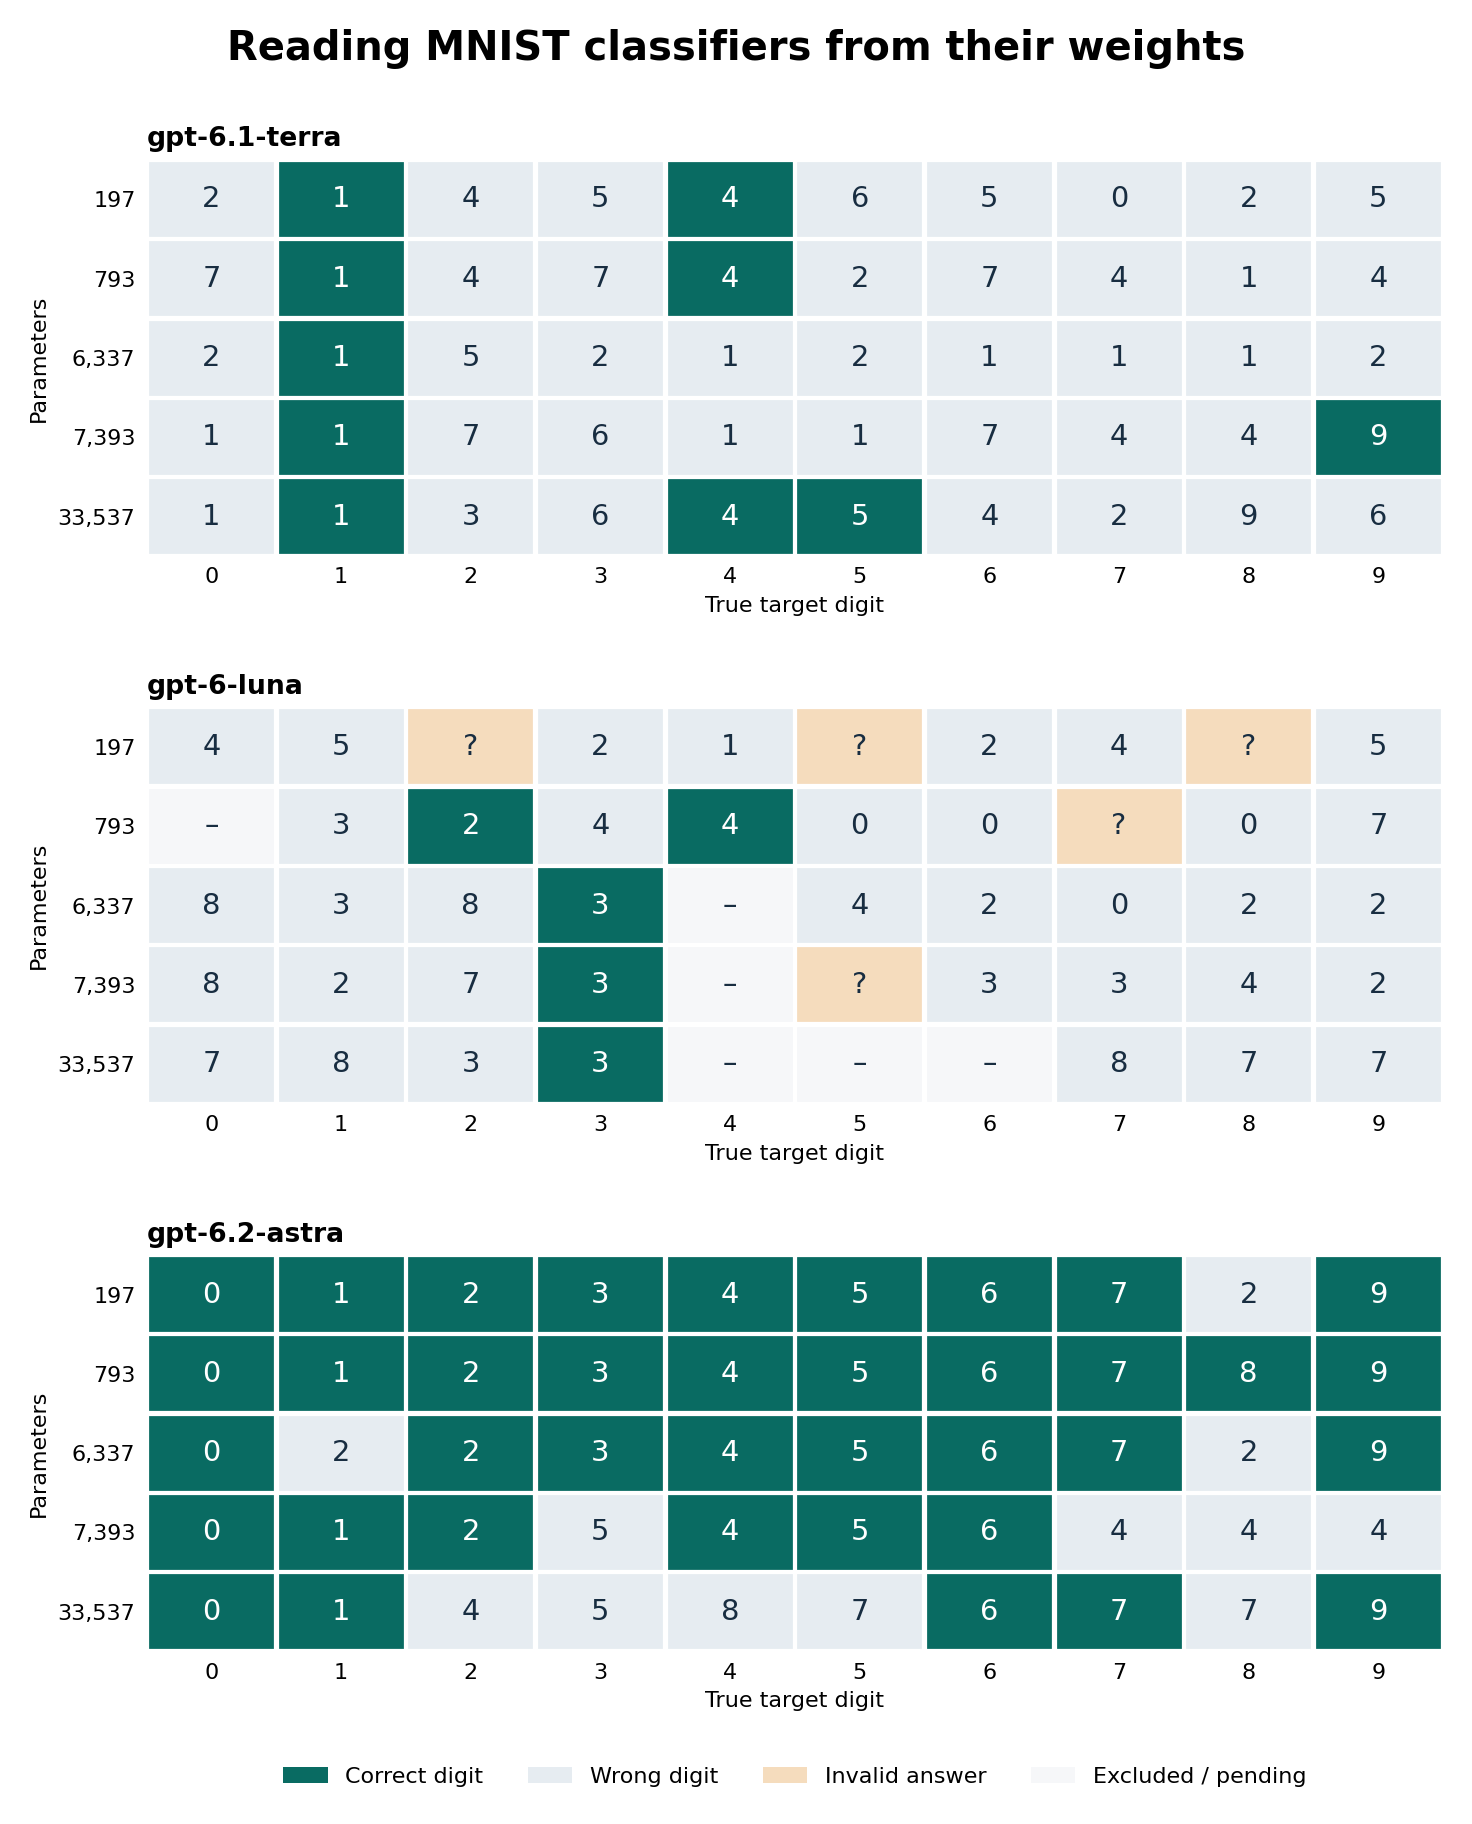 Reading MNIST classifiers from their weights
gpt-6.1-terra
Parameters
197 2 1 4 5 4 6 5 0 2 5
793 7 1 4 7 4 2 7 4 1 4
6,337 2 1 5 2 1 2 1 1 1 2
7,393 1 1 7 6 1 1 7 4 4 9
33,537 1 1 3 6 4 5 4 2 9 6
0 1 2 3 4 5 6 7 8 9
True target digit
gpt-6-luna
Parameters
197 4 5 ? 2 1 ? 2 4 ? 5
793 – 3 2 4 4 0 0 ? 0 7
6,337 8 3 8 3 – 4 2 0 2 2
7,393 8 2 7 3 – ? 3 3 4 2
33,537 7 8 3 3 – – – 8 7 7
0 1 2 3 4 5 6 7 8 9
True target digit
gpt-6.2-astra
Parameters
197 0 1 2 3 4 5 6 7 2 9
793 0 1 2 3 4 5 6 7 8 9
6,337 0 2 2 3 4 5 6 7 2 9
7,393 0 1 2 5 4 5 6 4 4 4
33,537 0 1 4 5 8 7 6 7 7 9
0 1 2 3 4 5 6 7 8 9
True target digit
Correct digit Wrong digit Invalid answer Excluded / pending